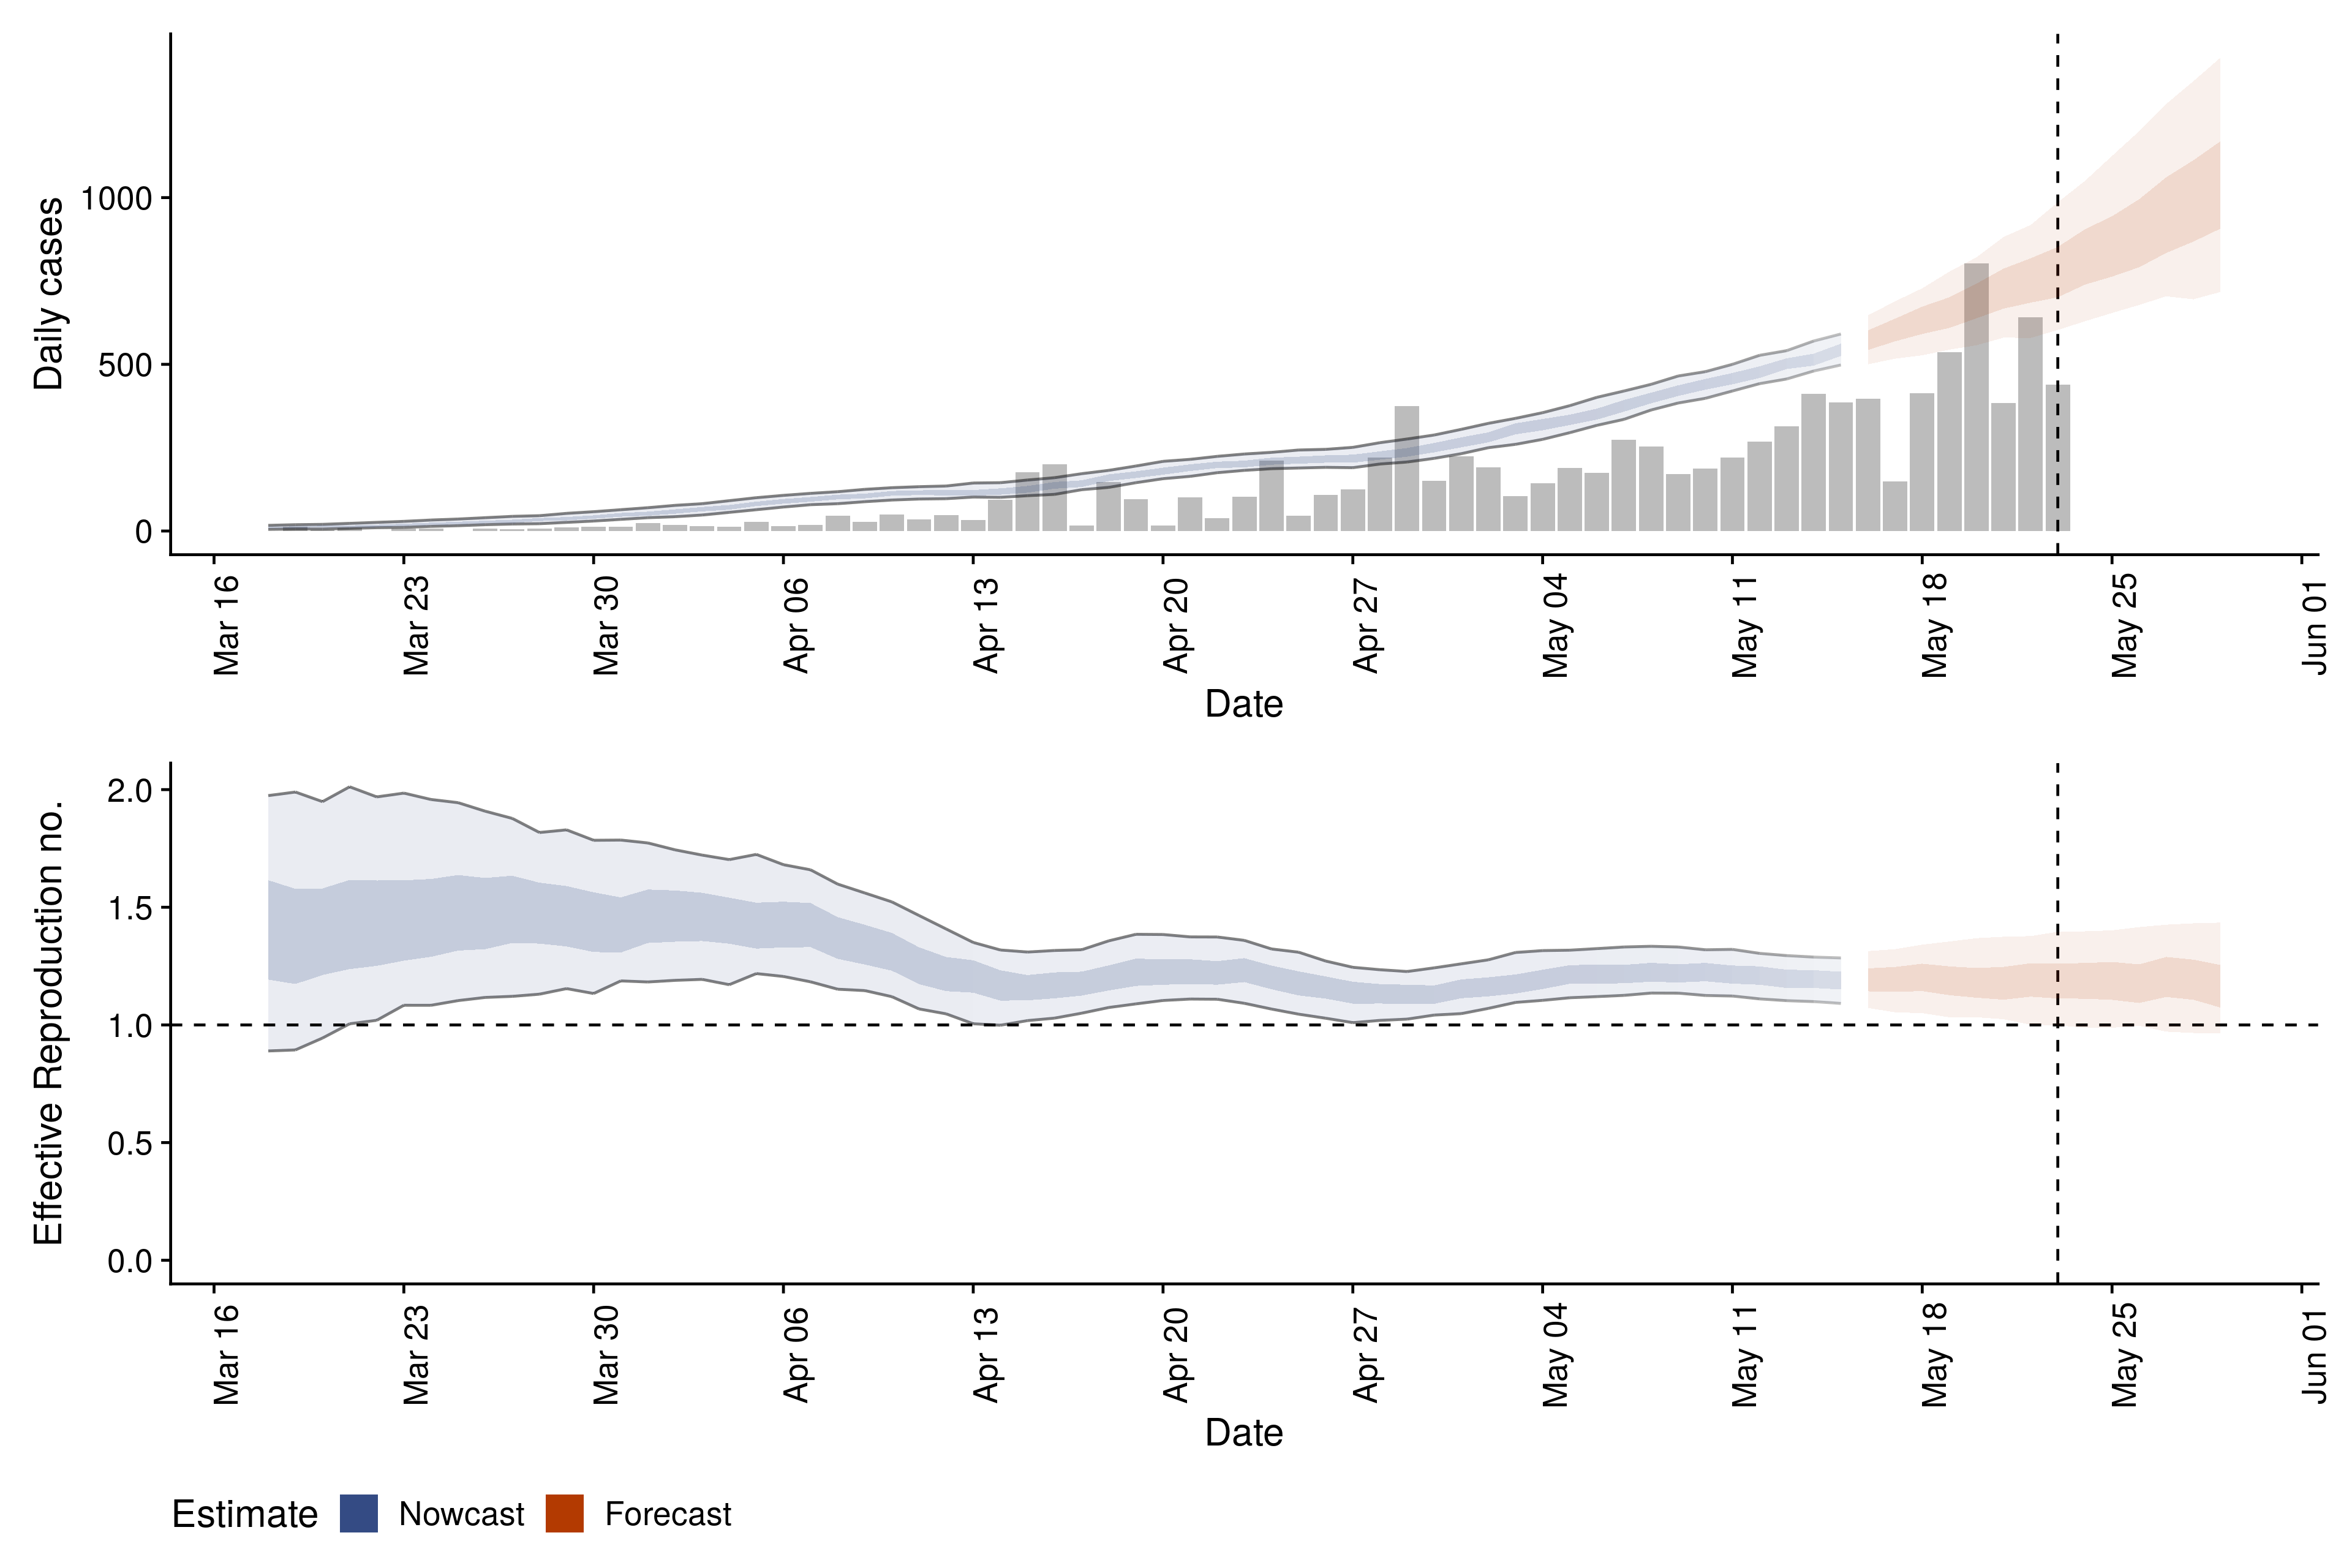 Daily cases
1000
500
0
Mar 16 Mar 23 Mar 30 Apr 06 Apr 13 Apr 20 Apr 27 May 04 May 11 May 18 May 25 Jun 01
Date
Effective Reproduction no.
2.0
1.5
1.0
0.5
0.0
Mar 16 Mar 23 Mar 30 Apr 06 Apr 13 Apr 20 Apr 27 May 04 May 11 May 18 May 25 Jun 01
Date
Estimate Nowcast Forecast